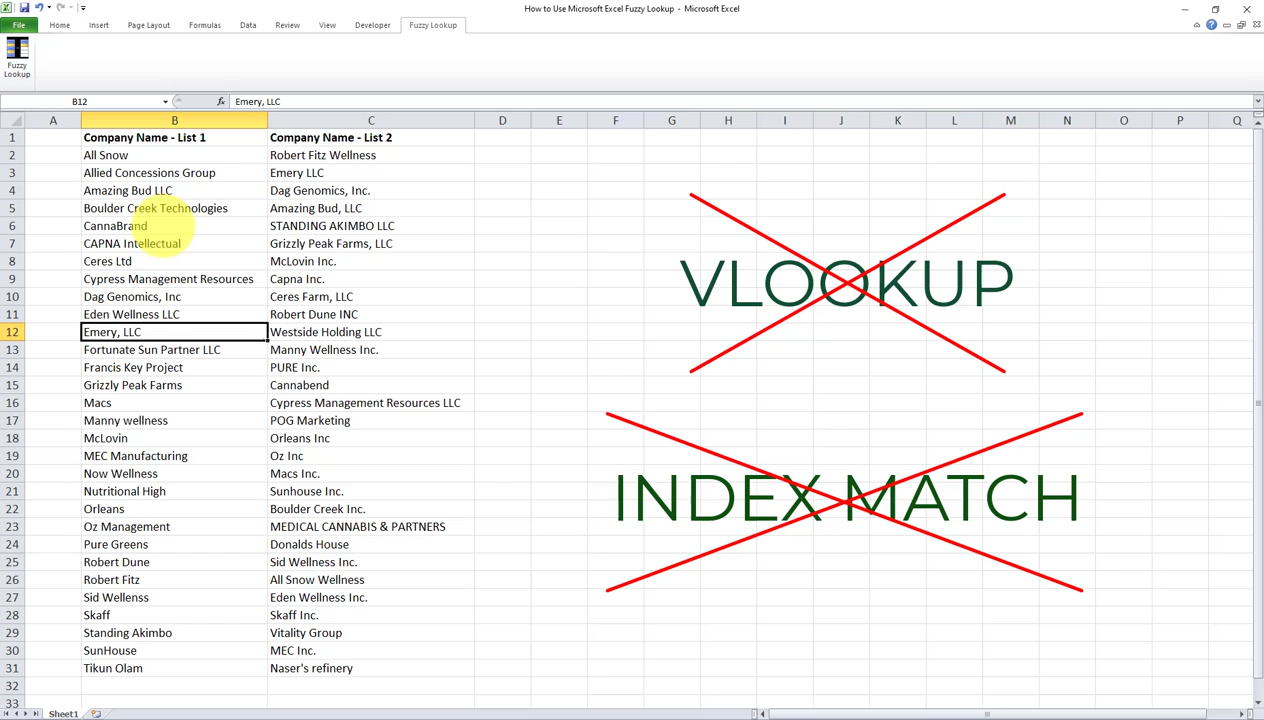 How to Use Microsoft Excel Fuzzy Lookup - Microsoft Excel
File Home Insert Page Layout Formulas Data Review View Developer Fuzzy Lookup
Fuzzy
Lookup
B12 fx Emery, LLC
A B C D E F G H I J K L M N O P Q
1 Company Name - List 1 Company Name - List 2
2 All Snow Robert Fitz Wellness
3 Allied Concessions Group Emery LLC
4 Amazing Bud LLC Dag Genomics, Inc.
5 Boulder Creek Technologies Amazing Bud, LLC
6 CannaBrand STANDING AKIMBO LLC
7 CAPNA Intellectual Grizzly Peak Farms, LLC
8 Ceres Ltd McLovin Inc.
9 Cypress Management Resources Capna Inc.
10 Dag Genomics, Inc Ceres Farm, LLC
11 Eden Wellness LLC Robert Dune INC
12 Emery, LLC Westside Holding LLC
13 Fortunate Sun Partner LLC Manny Wellness Inc.
14 Francis Key Project PURE Inc.
15 Grizzly Peak Farms Cannabend
16 Macs Cypress Management Resources LLC
17 Manny wellness POG Marketing
18 McLovin Orleans Inc
19 MEC Manufacturing Oz Inc
20 Now Wellness Macs Inc.
21 Nutritional High Sunhouse Inc.
22 Orleans Boulder Creek Inc.
23 Oz Management MEDICAL CANNABIS & PARTNERS
24 Pure Greens Donalds House
25 Robert Dune Sid Wellness Inc.
26 Robert Fitz All Snow Wellness
27 Sid Wellenss Eden Wellness Inc.
28 Skaff Skaff Inc.
29 Standing Akimbo Vitality Group
30 SunHouse MEC Inc.
31 Tikun Olam Naser's refinery
32
33
VLOOKUP
INDEX MATCH
Sheet1